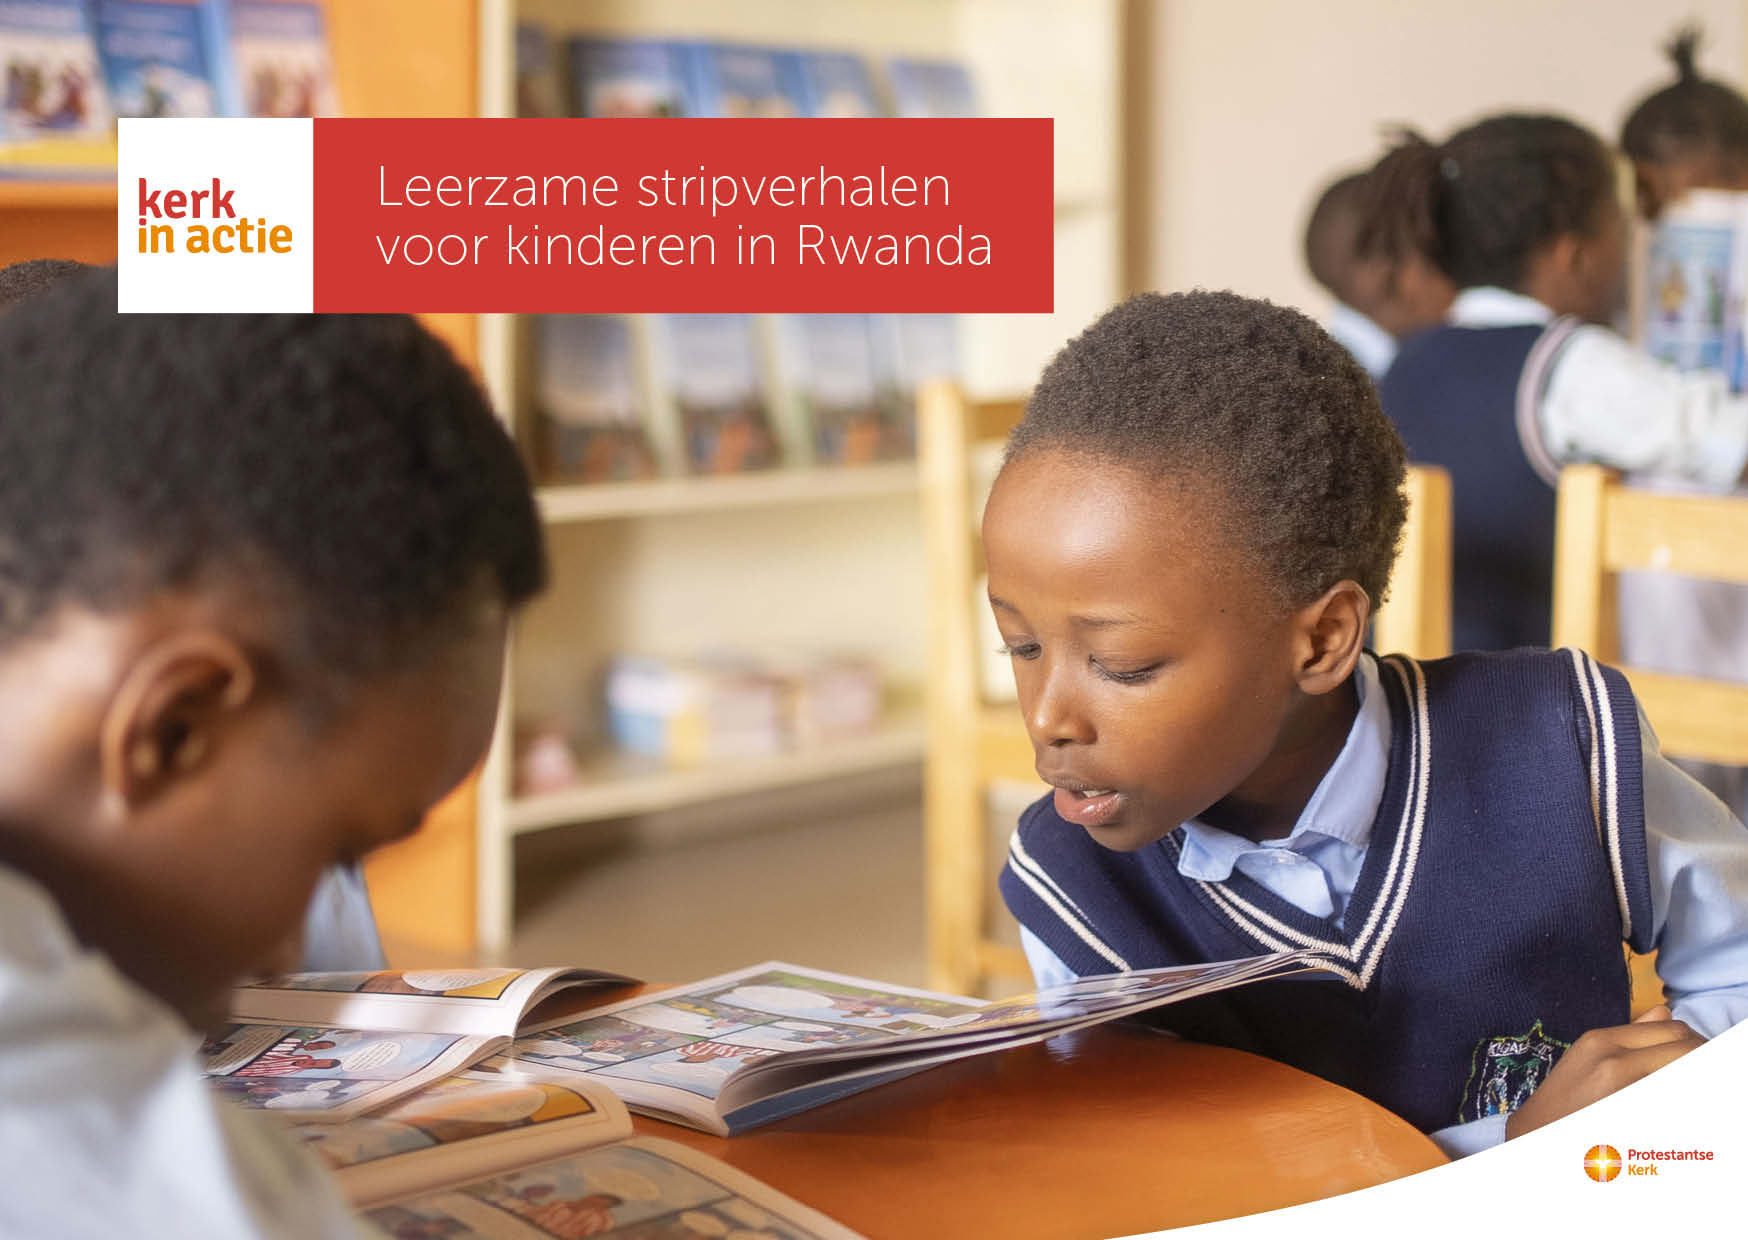 kerk
in actie
Leerzame stripverhalen
voor kinderen in Rwanda
Protestantse
Kerk